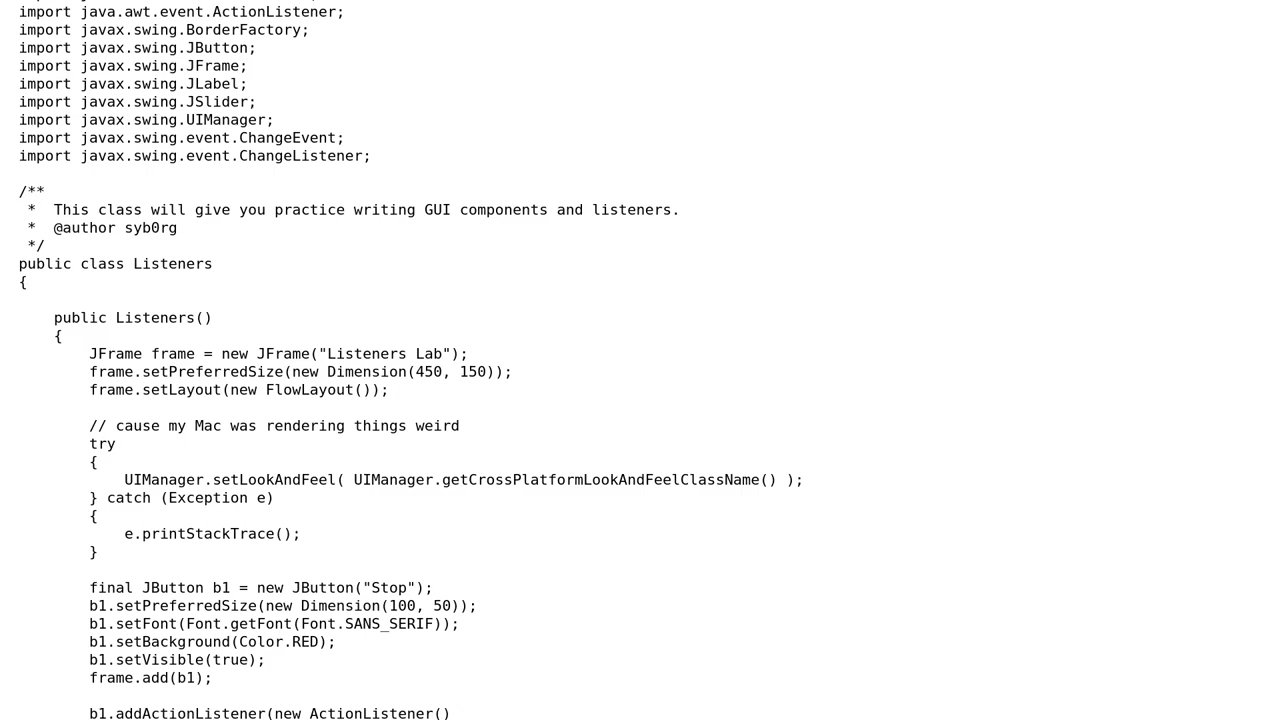 import java.awt.event.ActionListener;
import javax.swing.BorderFactory;
import javax.swing.JButton;
import javax.swing.JFrame;
import javax.swing.JLabel;
import javax.swing.JSlider;
import javax.swing.UIManager;
import javax.swing.event.ChangeEvent;
import javax.swing.event.ChangeListener;

/**
 *  This class will give you practice writing GUI components and listeners.
 *  @author syb0rg
 */
public class Listeners
{

    public Listeners()
    {
        JFrame frame = new JFrame("Listeners Lab");
        frame.setPreferredSize(new Dimension(450, 150));
        frame.setLayout(new FlowLayout());

        // cause my Mac was rendering things weird
        try
        {
            UIManager.setLookAndFeel( UIManager.getCrossPlatformLookAndFeelClassName() );
        } catch (Exception e)
        {
            e.printStackTrace();
        }

        final JButton b1 = new JButton("Stop");
        b1.setPreferredSize(new Dimension(100, 50));
        b1.setFont(Font.getFont(Font.SANS_SERIF));
        b1.setBackground(Color.RED);
        b1.setVisible(true);
        frame.add(b1);

        b1.addActionListener(new ActionListener()